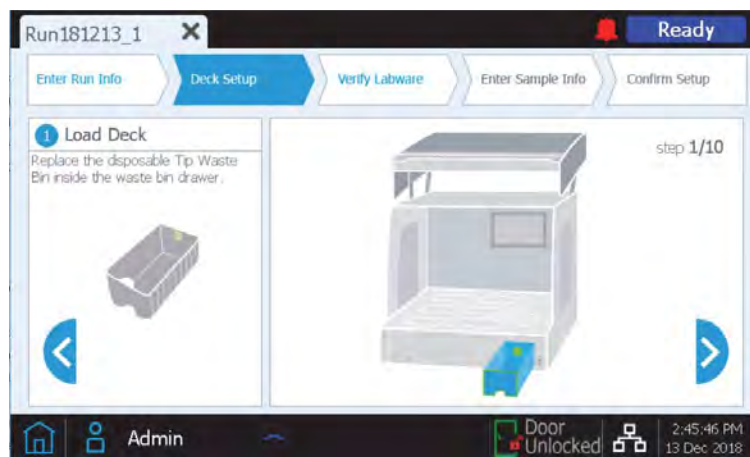 Run181213_1
Ready
Enter Run Info
Deck Setup
Verify Labware
Enter Sample Info
Confirm Setup
1 Load Deck
Replace the disposable Tip Waste
Bin inside the waste bin drawer.
step 1/10
Admin
Door
Unlocked
2:45:46 PM
13 Dec 2018